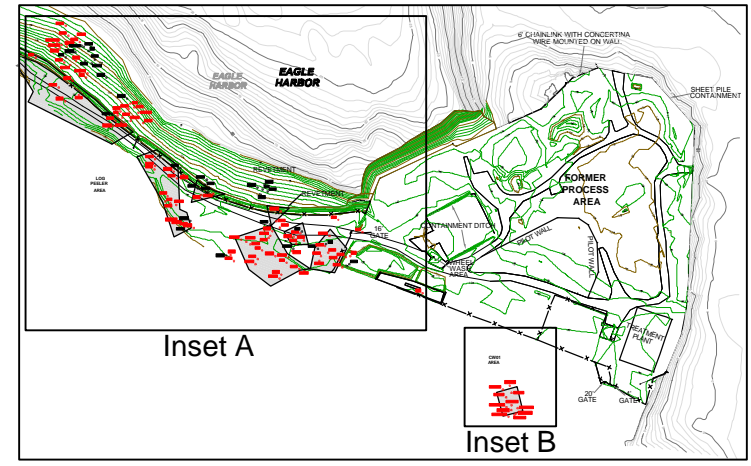 6' CHAINLINK WITH CONCERTINA
WIRE MOUNTED ON WALL
EAGLE
HARBOR
EAGLE
HARBOR
SHEET PILE
CONTAINMENT
LOG
PEELER
AREA
REVETMENT
REVETMENT
FORMER
PROCESS
AREA
16'
GATE
CONTAINMENT DITCH
PILOT WALL
PILOT WALL
WHEEL
WASH
AREA
TREATMENT
PLANT
Inset A
CW01
AREA
20'
GATE
GATE
Inset B